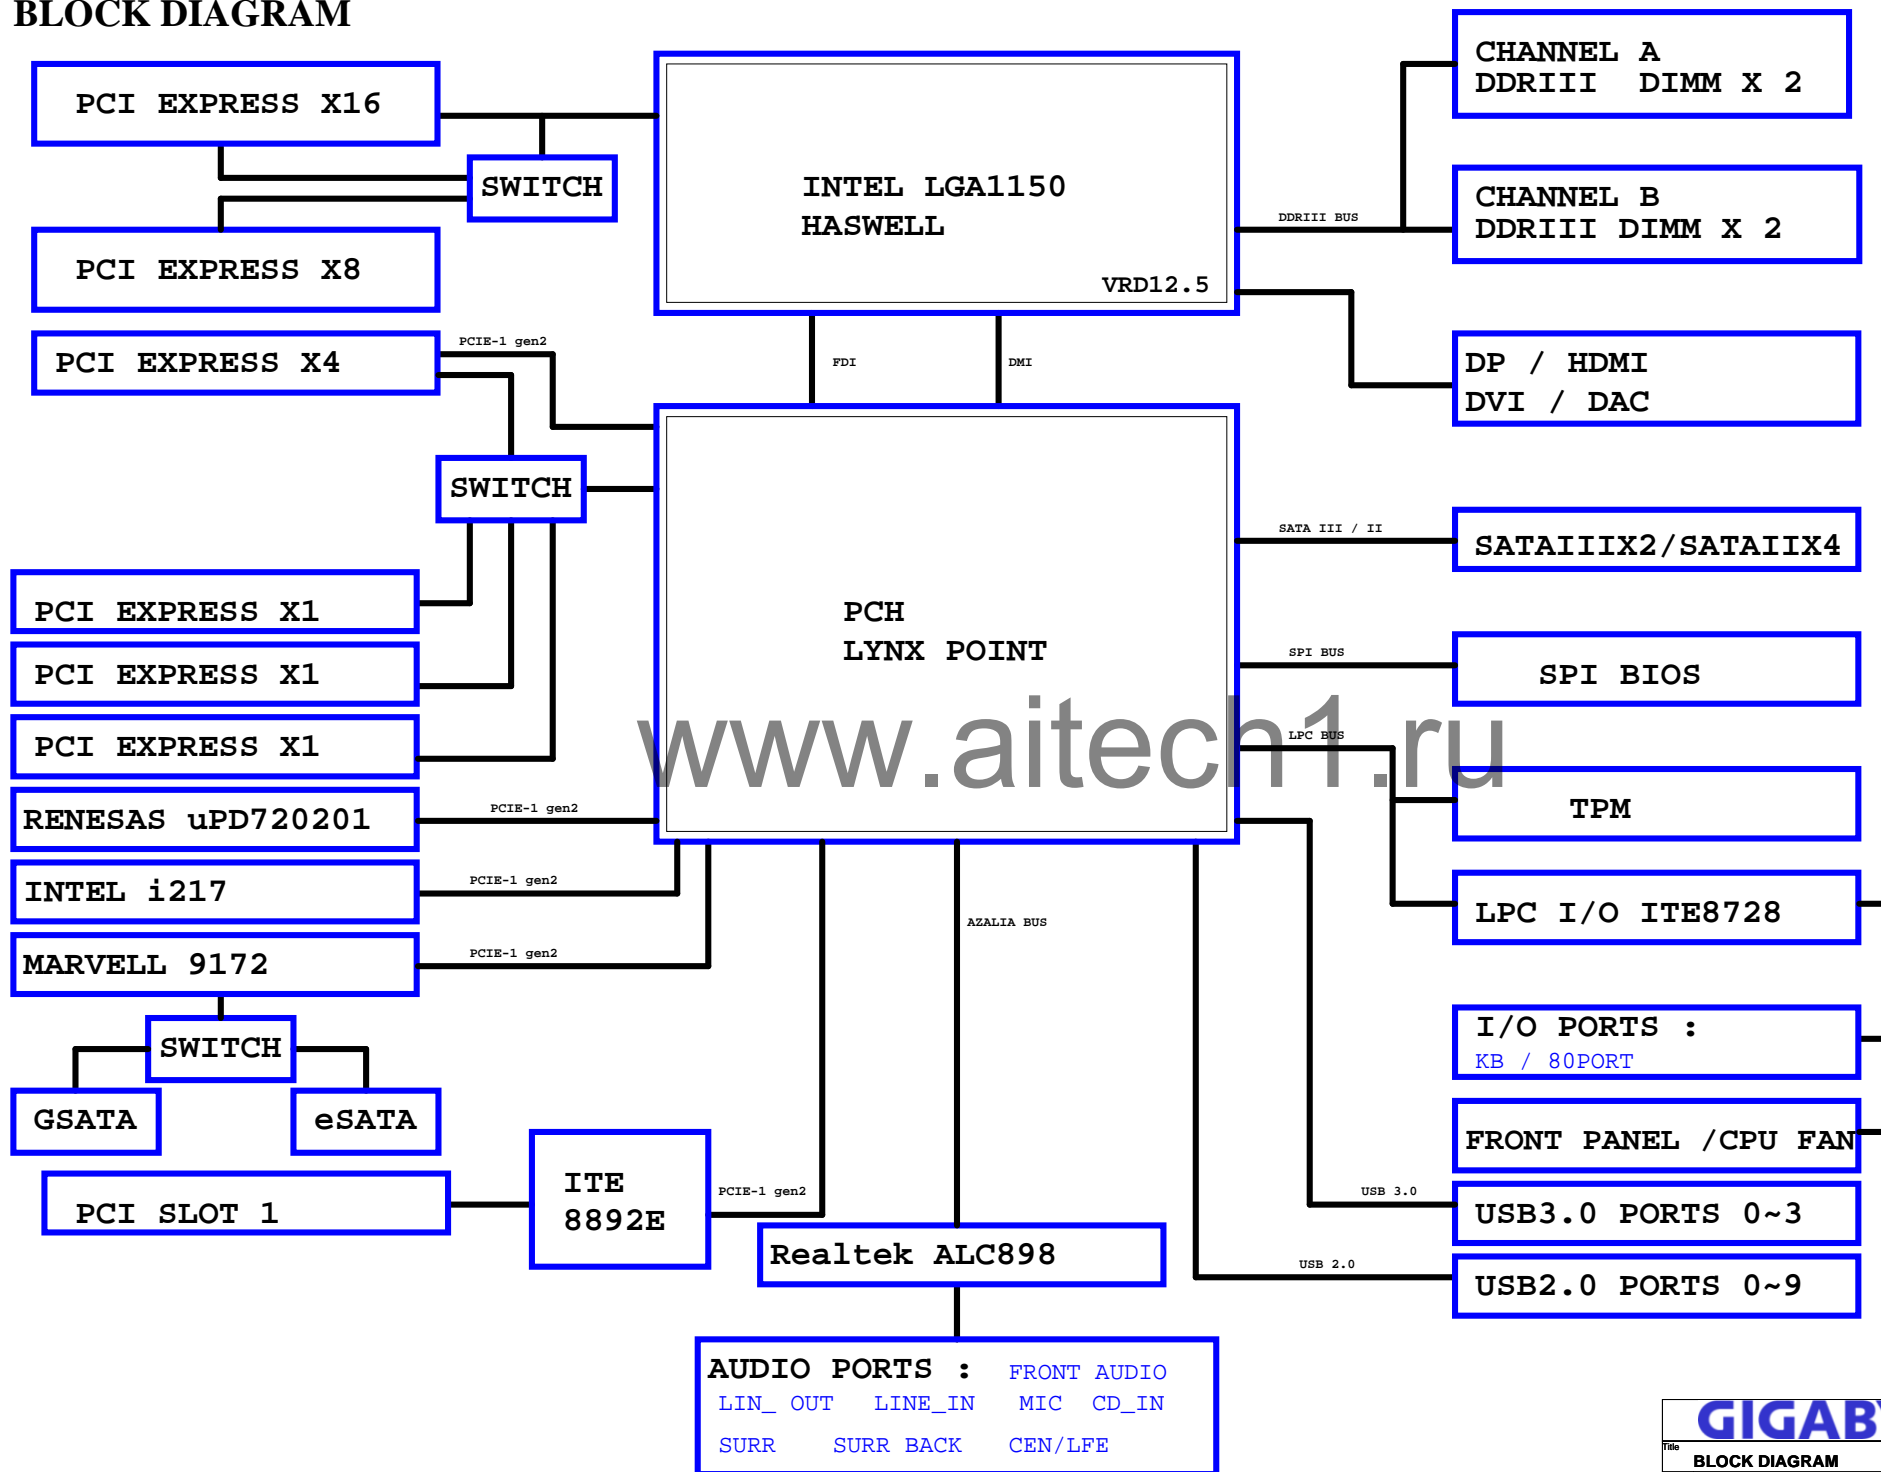 BLOCK DIAGRAM
PCI EXPRESS X16
SWITCH
PCI EXPRESS X8
INTEL LGA1150
HASWELL
VRD12.5
CHANNEL A
DDRIII DIMM X 2
DDRIII BUS
CHANNEL B
DDRIII DIMM X 2
PCI EXPRESS X4
PCIE-1 gen2
FDI
DMI
DP / HDMI
DVI / DAC
SWITCH
PCH
LYNX POINT
SATA III / II
SATAIIIX2/SATAIIX4
PCI EXPRESS X1
PCI EXPRESS X1
PCI EXPRESS X1
SPI BUS
SPI BIOS
www.aitech1.ru
LPC BUS
TPM
RENESAS uPD720201
PCIE-1 gen2
INTEL i217
PCIE-1 gen2
MARVELL 9172
PCIE-1 gen2
AZALIA BUS
LPC I/O ITE8728
SWITCH
GSATA
eSATA
I/O PORTS :
KB / 80PORT
FRONT PANEL /CPU FAN
PCI SLOT 1
ITE
8892E
PCIE-1 gen2
USB 3.0
USB3.0 PORTS 0~3
Realtek ALC898
USB 2.0
USB2.0 PORTS 0~9
AUDIO PORTS : FRONT AUDIO
LIN_ OUT LINE_IN MIC CD_IN
SURR SURR BACK CEN/LFE
GIGAB
Title
BLOCK DIAGRAM